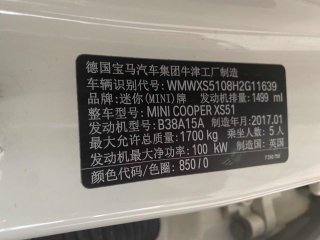 德国宝马汽车集团牛津工厂制造
车辆识别代号: WMWXS5108H2G11639
品牌: 迷你(MINI)牌 发动机排量: 1499 ml
整车型号: MINI COOPER XS51
发动机型号: B38A15A 制造年月: 2017.01
最大允许总质量: 1700 kg 乘坐人数: 5 人
发动机最大净功率: 100 kW 制造国: 英国
颜色代码/色圈: 850/0